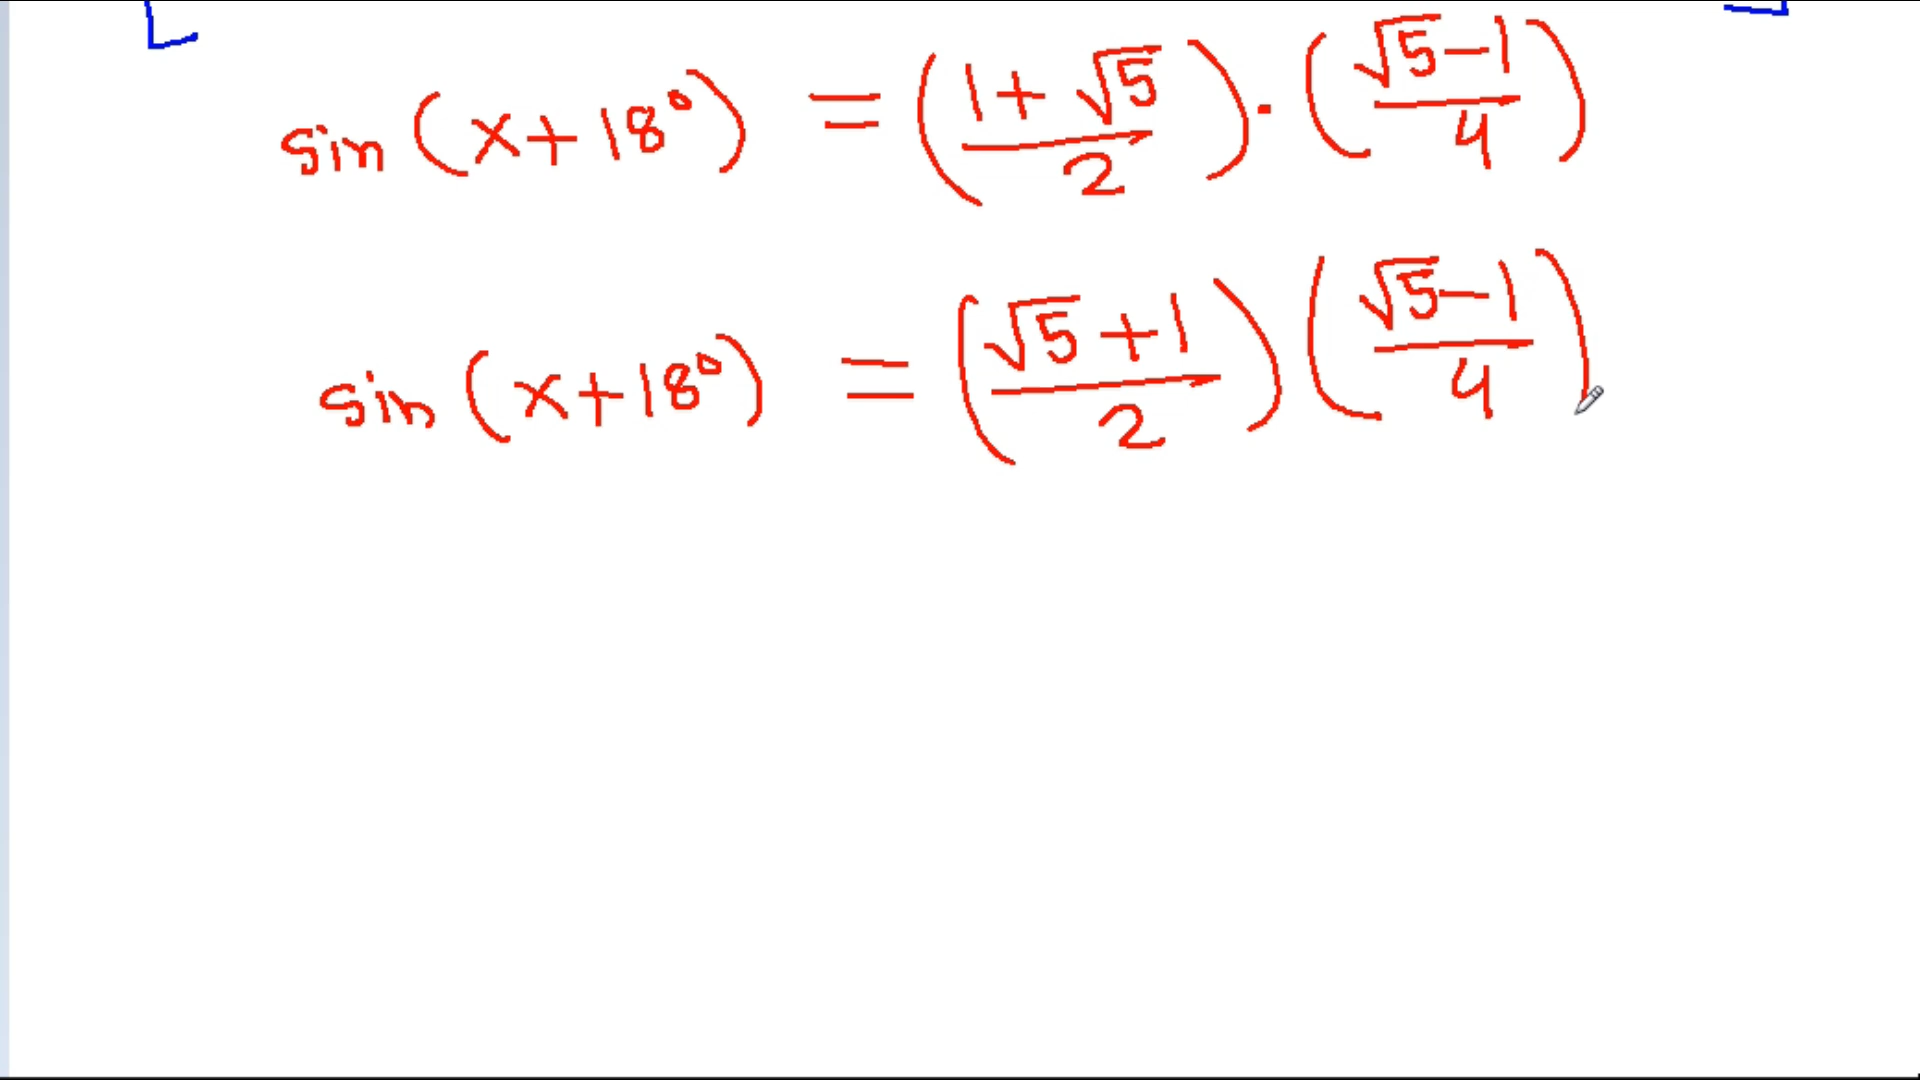 sin (x+18°) = (1+√5/2)·(√5-1/4)
sin (x+18°) = (√5+1/2)(√5-1/4)